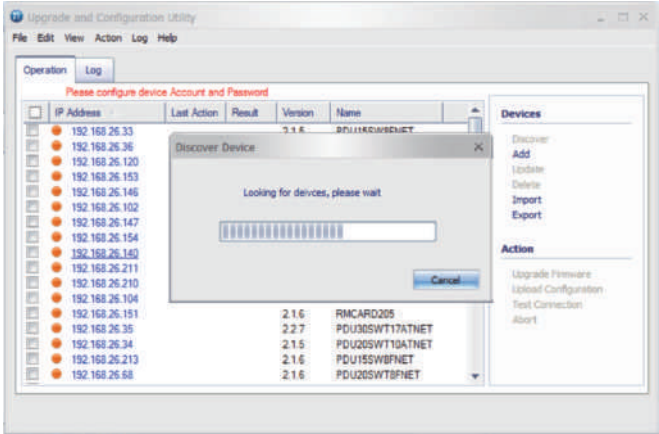 Upgrade and Configuration Utility
File Edit View Action Log Help
Operation Log
Please configure device Account and Password
IP Address Last Action Result Version Name
192.168.26.33 2.1.6 PDU15SW8FNET
192.168.26.36
192.168.26.120
192.168.26.153
192.168.26.146
192.168.26.102
192.168.26.147
192.168.26.154
192.168.26.140
192.168.26.211
192.168.26.210
192.168.26.104
192.168.26.151 2.1.6 RMCARD205
192.168.26.35 2.2.7 PDU30SWT17ATNET
192.168.26.34 2.1.5 PDU20SWT10ATNET
192.168.26.213 2.1.6 PDU15SW8FNET
192.168.26.68 2.1.6 PDU20SWT8FNET
Discover Device
Looking for deivces, please wait
Cancel
Devices
Discover
Add
Update
Delete
Import
Export
Action
Upgrade Firmware
Upload Configuration
Test Connection
Abort